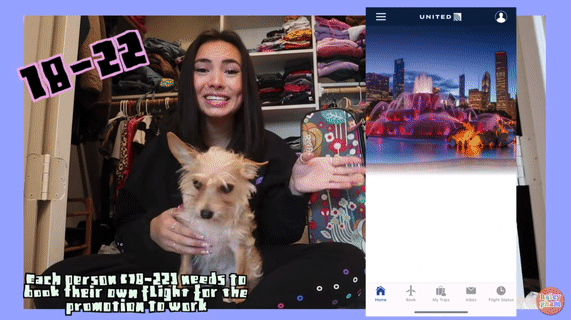 18-22
UNITED
Home
Book
My Trips
Inbox
Flight Status
Each person (18-22) needs to
book their own flight for the
promotion to work